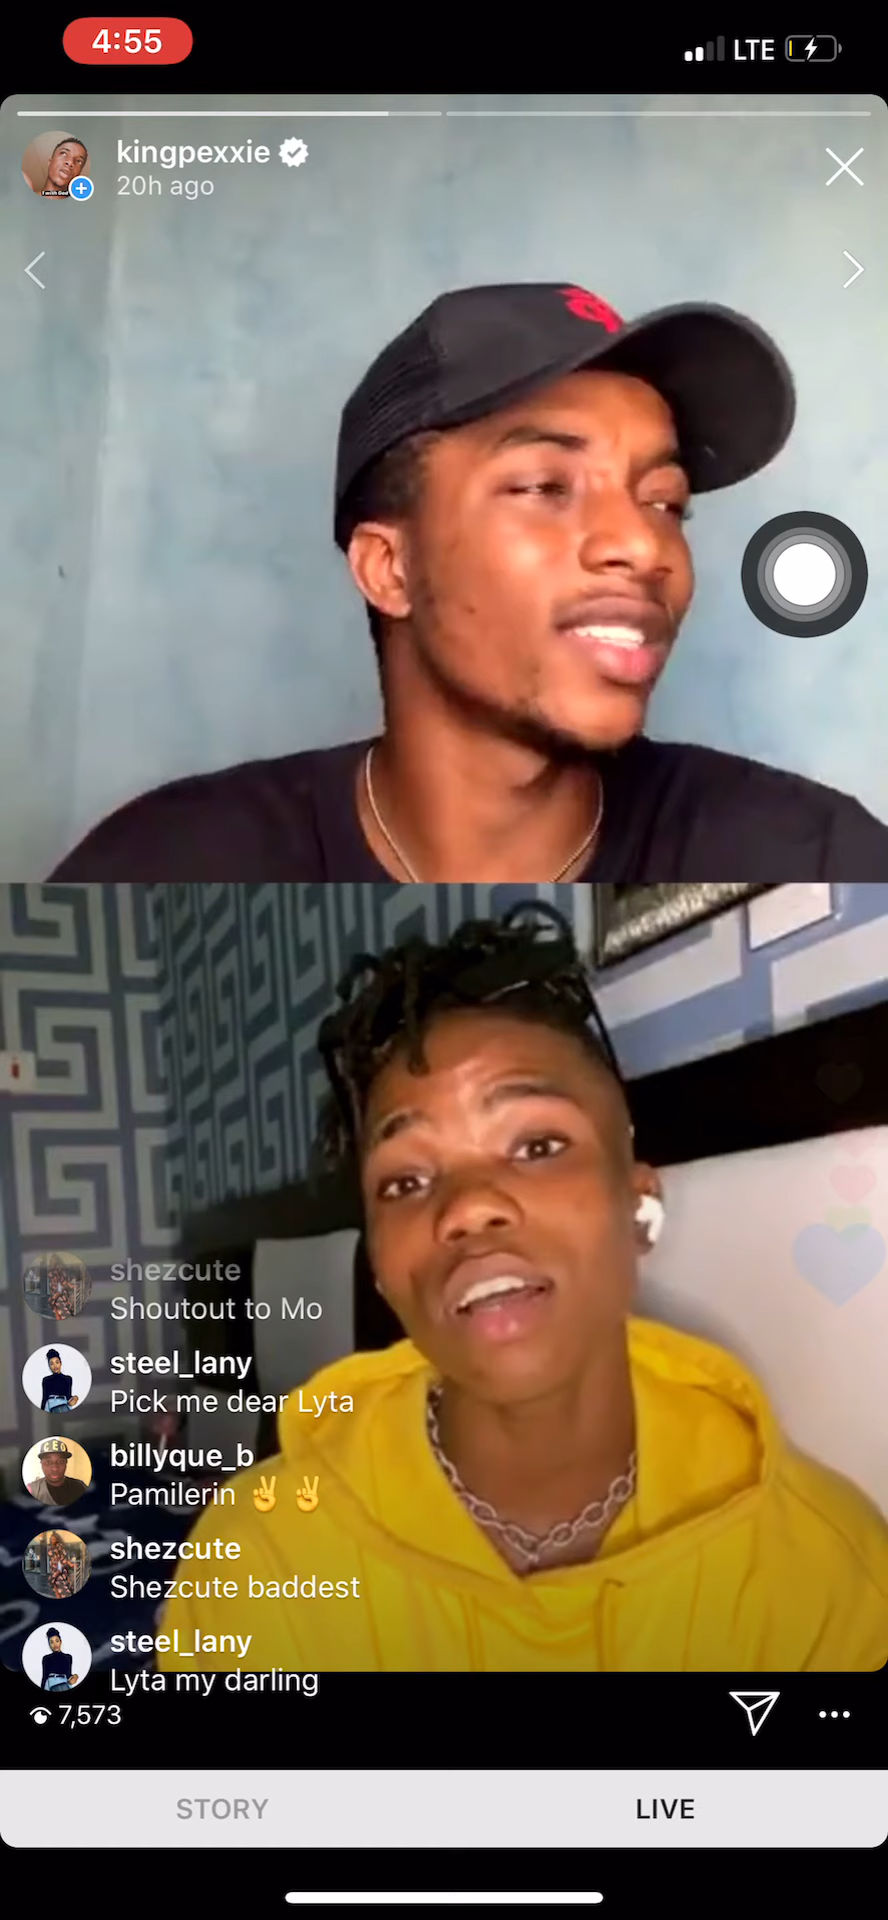 4:55
LTE
kingpexxie
20h ago
shezcute
Shoutout to Mo
steel_lany
Pick me dear Lyta
billyque_b
Pamilerin ✌️ ✌️
shezcute
Shezcute baddest
steel_lany
Lyta my darling
7,573
STORY
LIVE